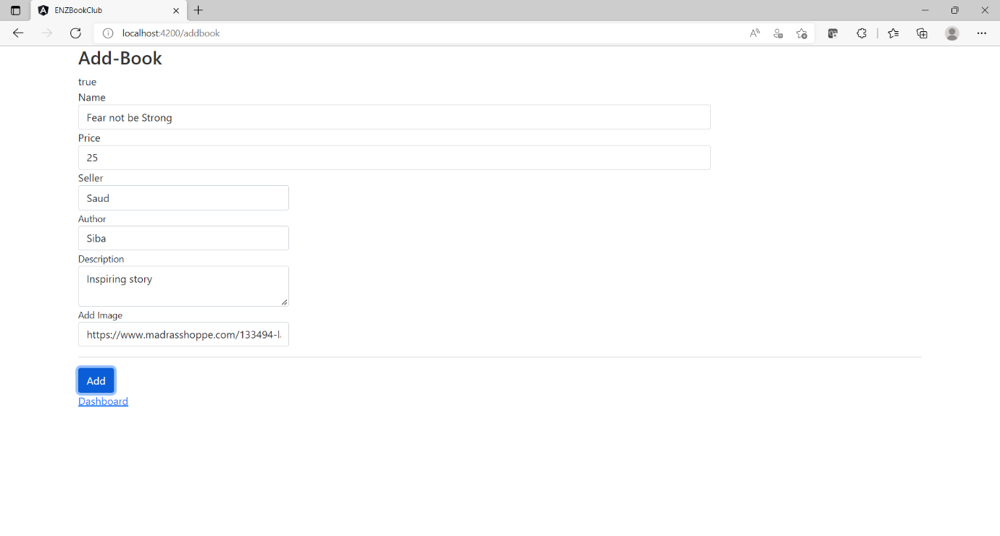 ENZBookClub
localhost:4200/addbook
Add-Book
true
Name
Fear not be Strong
Price
25
Seller
Saud
Author
Siba
Description
Inspiring story
Add Image
https://www.madrasshoppe.com/133494-l
Add
Dashboard